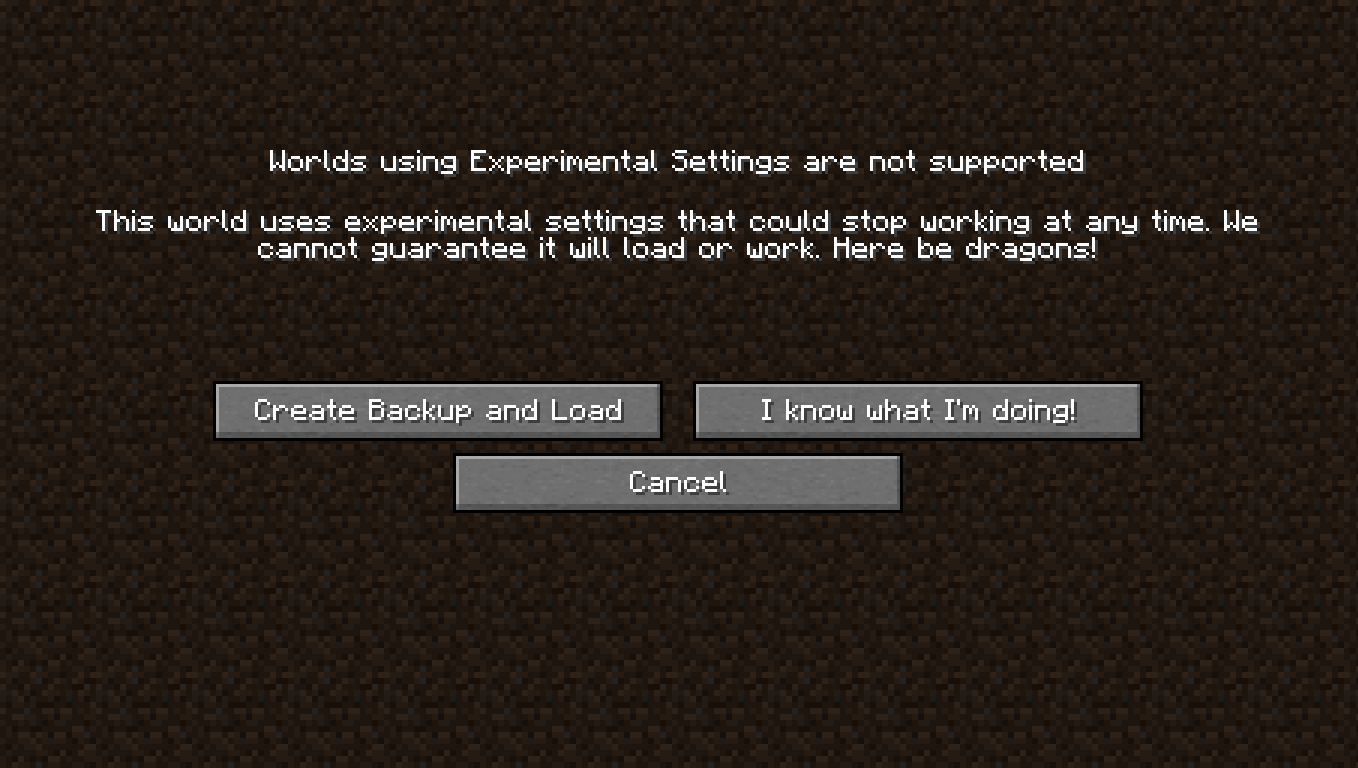 Worlds using Experimental Settings are not supported
This world uses experimental settings that could stop working at any time. We
cannot guarantee it will load or work. Here be dragons!
Create Backup and Load
I know what I'm doing!
Cancel